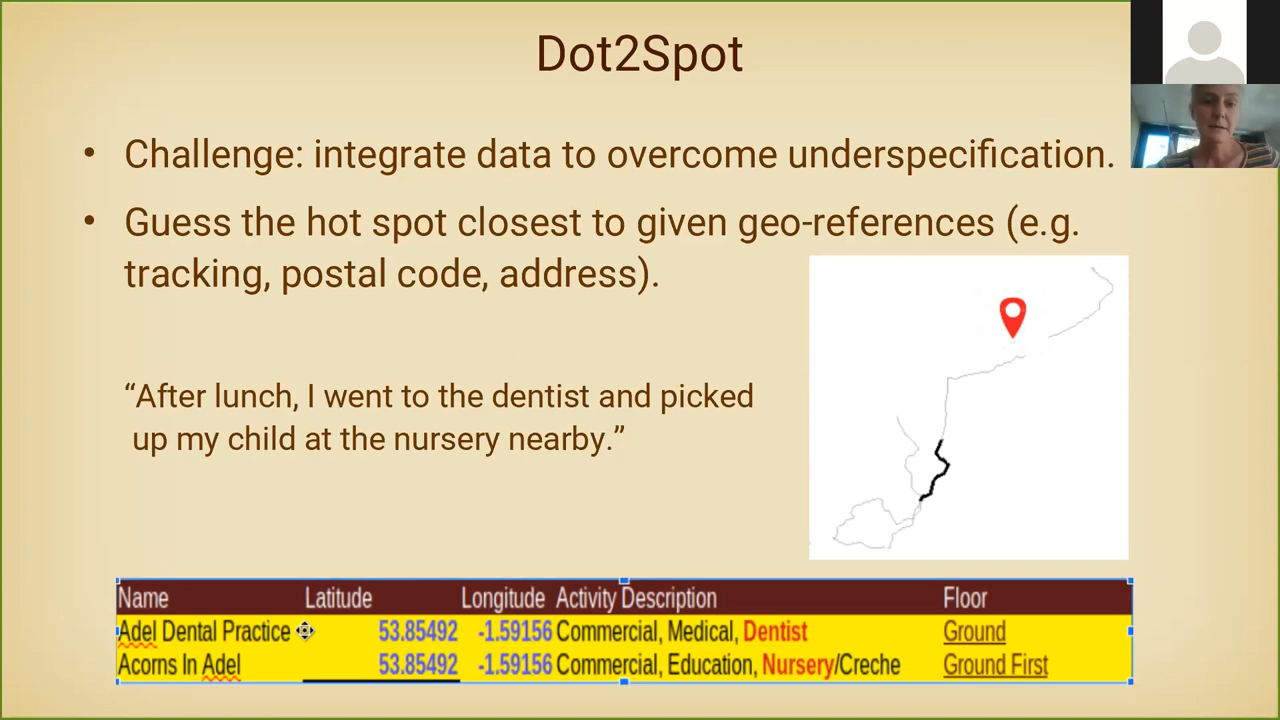 Dot2Spot
• Challenge: integrate data to overcome underspecification.
• Guess the hot spot closest to given geo-references (e.g.
tracking, postal code, address).
“After lunch, I went to the dentist and picked
up my child at the nursery nearby.”
Name Latitude Longitude Activity Description Floor
Adel Dental Practice 53.85492 -1.59156 Commercial, Medical, Dentist Ground
Acorns In Adel 53.85492 -1.59156 Commercial, Education, Nursery/Creche Ground First